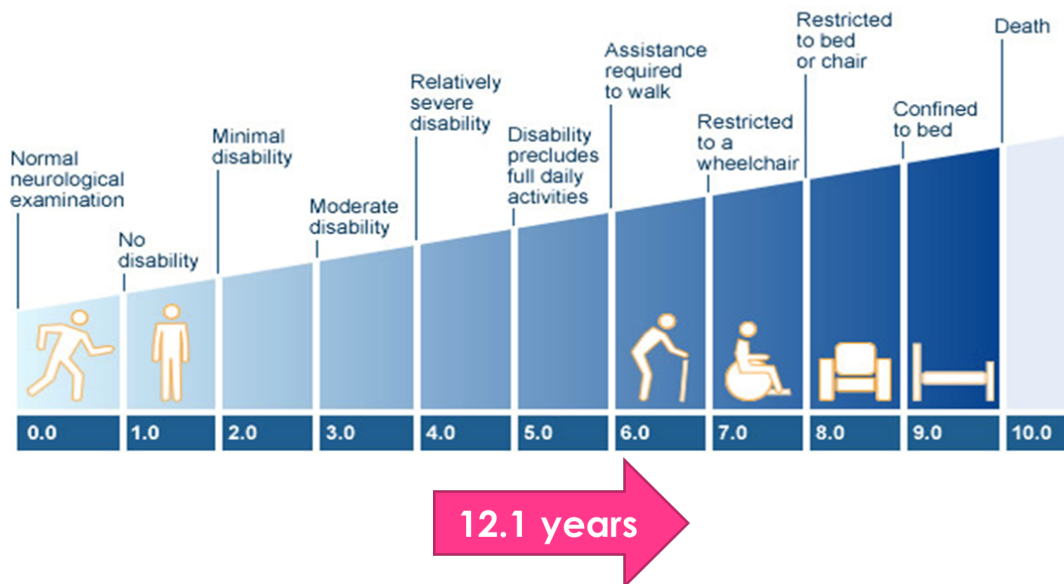 Normal
neurological
examination
No
disability
Minimal
disability
Moderate
disability
Relatively
severe
disability
Disability
precludes
full daily
activities
Assistance
required
to walk
Restricted
to a
wheelchair
Restricted
to bed
or chair
Confined
to bed
Death
0.0
1.0
2.0
3.0
4.0
5.0
6.0
7.0
8.0
9.0
10.0
12.1 years